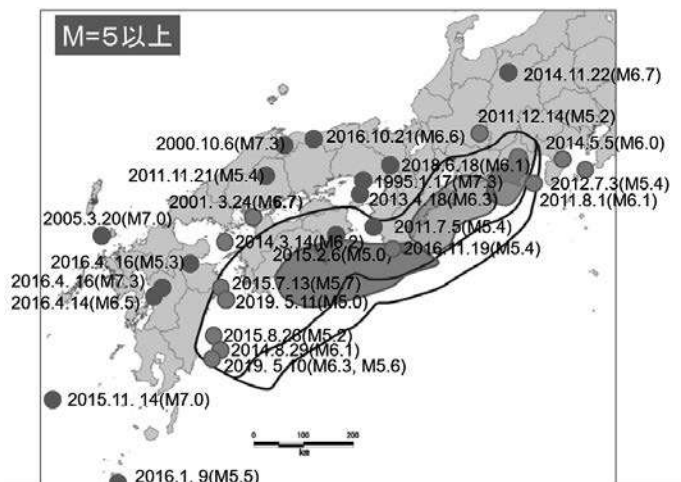 M=5以上
2014.11.22(M6.7)
2011.12.14(M5.2)
2016.10.21(M6.6)
2014.5.5(M6.0)
2000.10.6(M7.3)
2018.6.18(M6.1)
2011.11.21(M5.4)
1995.1.17(M7.3)
2012.7.3(M5.4)
2013.4.18(M6.3)
2011.8.1(M6.1)
2001. 3.24(M6.7)
2005.3.20(M7.0)
2011.7.5(M5.4)
2014.3.14(M6.2)
2016.11.19(M5.4)
2015.2.6(M5.0,
2016.4. 16(M5.3)
2016.4. 16(M7.3)
2015.7.13(M5.7)
2016.4.14(M6.5)
2019. 5.11(M5.0)
2015.8.26(M5.2)
2014.8.29(M6.1)
2019. 5.10(M6.3, M5.6)
2015.11. 14(M7.0)
0 100 200
km
2016.1. 9(M5.5)